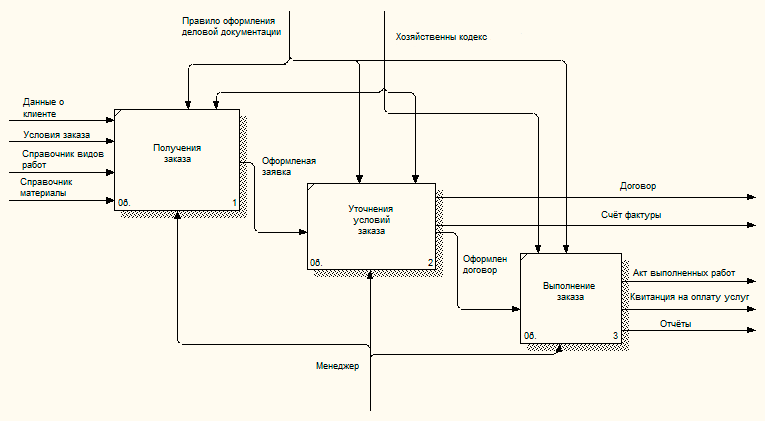 Правило оформления
деловой документации
Хозяйственны кодекс
Данные о
клиенте
Условия заказа
Справочник видов
работ
Справочник
материалы
Получения
заказа
0б.
1
Оформленая
заявка
Уточнения
условий
заказа
0б.
2
Договор
Счёт фактуры
Оформлен
договор
Выполнение
заказа
0б.
3
Акт выполненных работ
Квитанция на оплату услуг
Отчёты
Менеджер